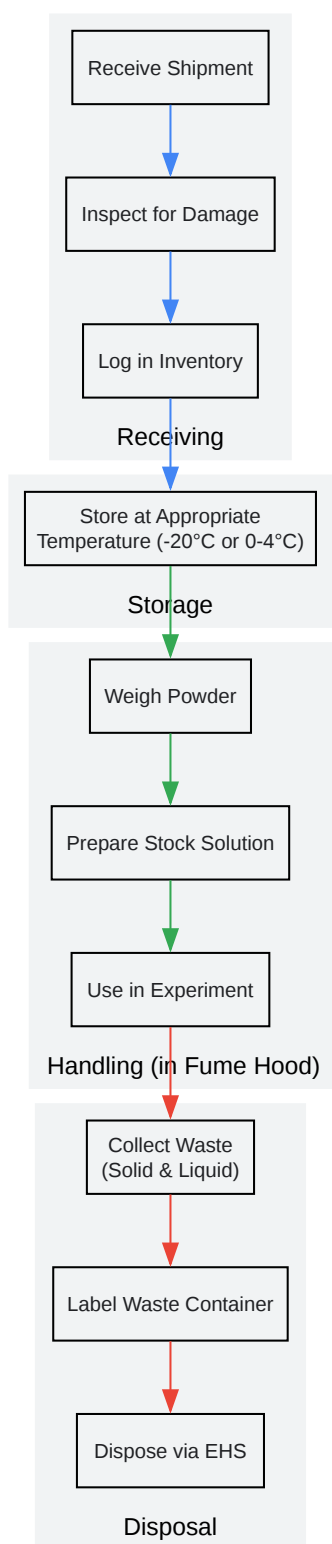 Receive Shipment
Inspect for Damage
Log in Inventory
Receiving
Store at Appropriate
Temperature (-20°C or 0-4°C)
Storage
Weigh Powder
Prepare Stock Solution
Use in Experiment
Handling (in Fume Hood)
Collect Waste
(Solid & Liquid)
Label Waste Container
Dispose via EHS
Disposal